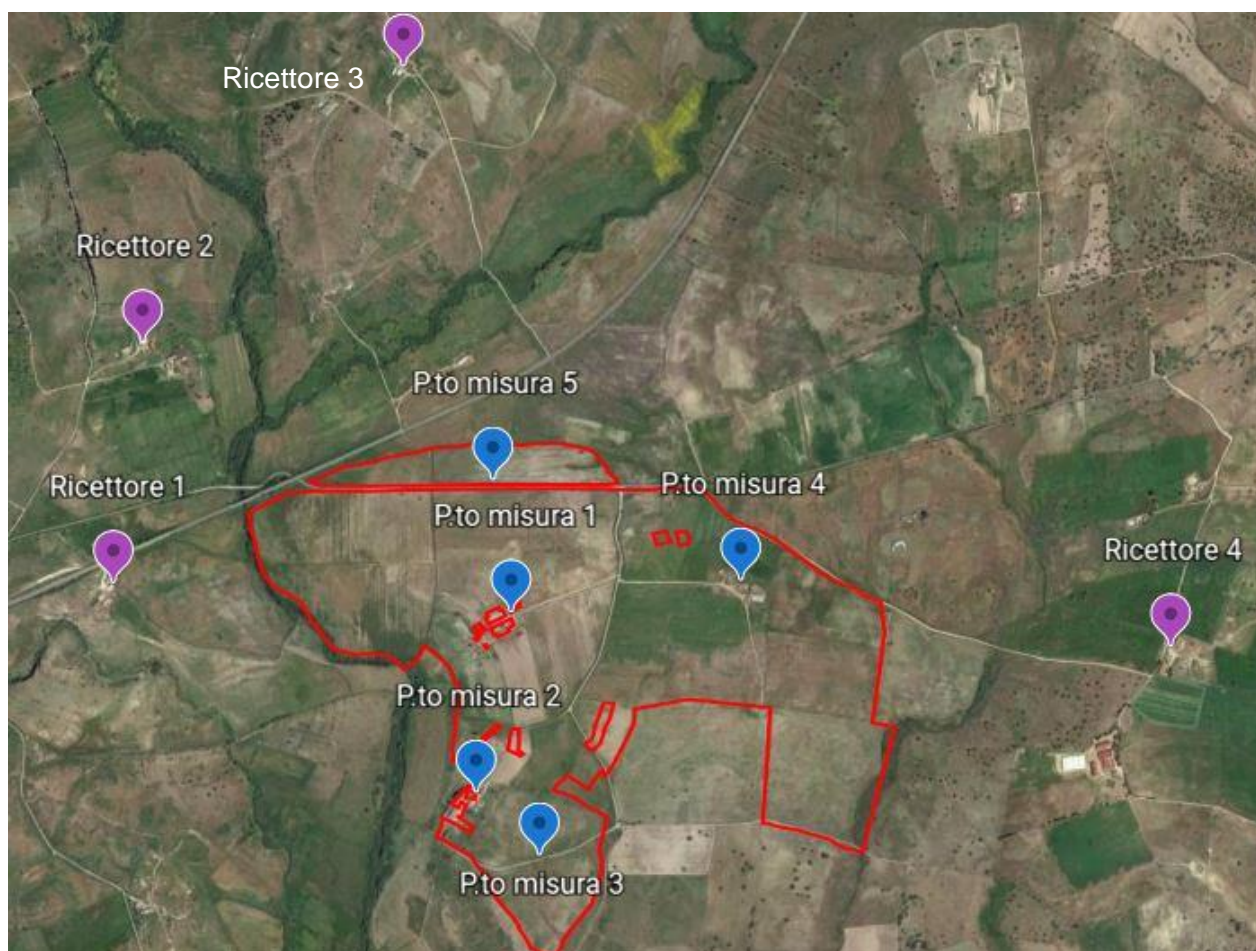 Ricettore 3
Ricettore 2
P.to misura 5
Ricettore 1
P.to misura 4
P.to misura 1
Ricettore 4
P.to misura 2
P.to misura 3